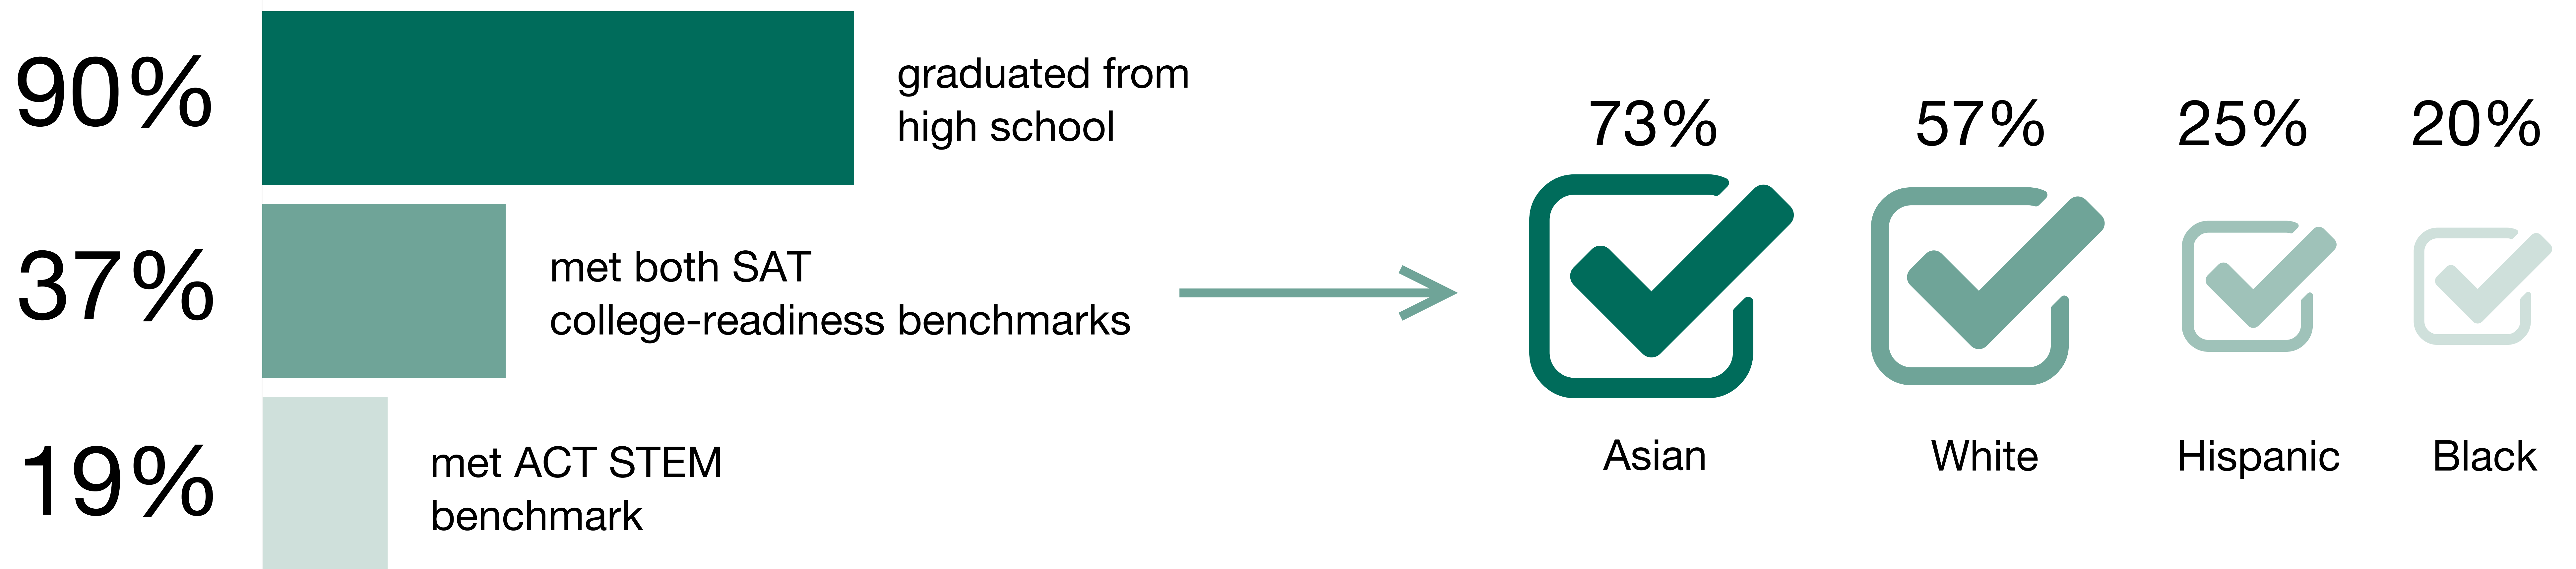 90%
graduated from
high school
37%
met both SAT
college-readiness benchmarks
19%
met ACT STEM
benchmark
73%
57%
25%
20%
Asian
White
Hispanic
Black